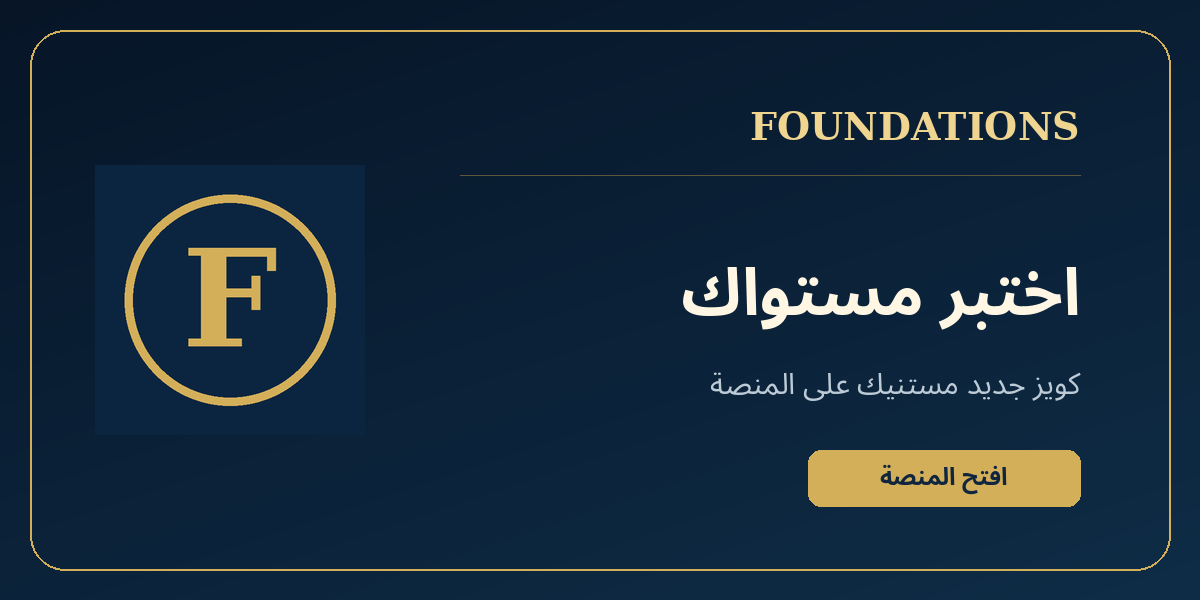 FOUNDATIONS
F
اختبر مستواك
كويز جديد مستنيك على المنصة
افتح المنصة